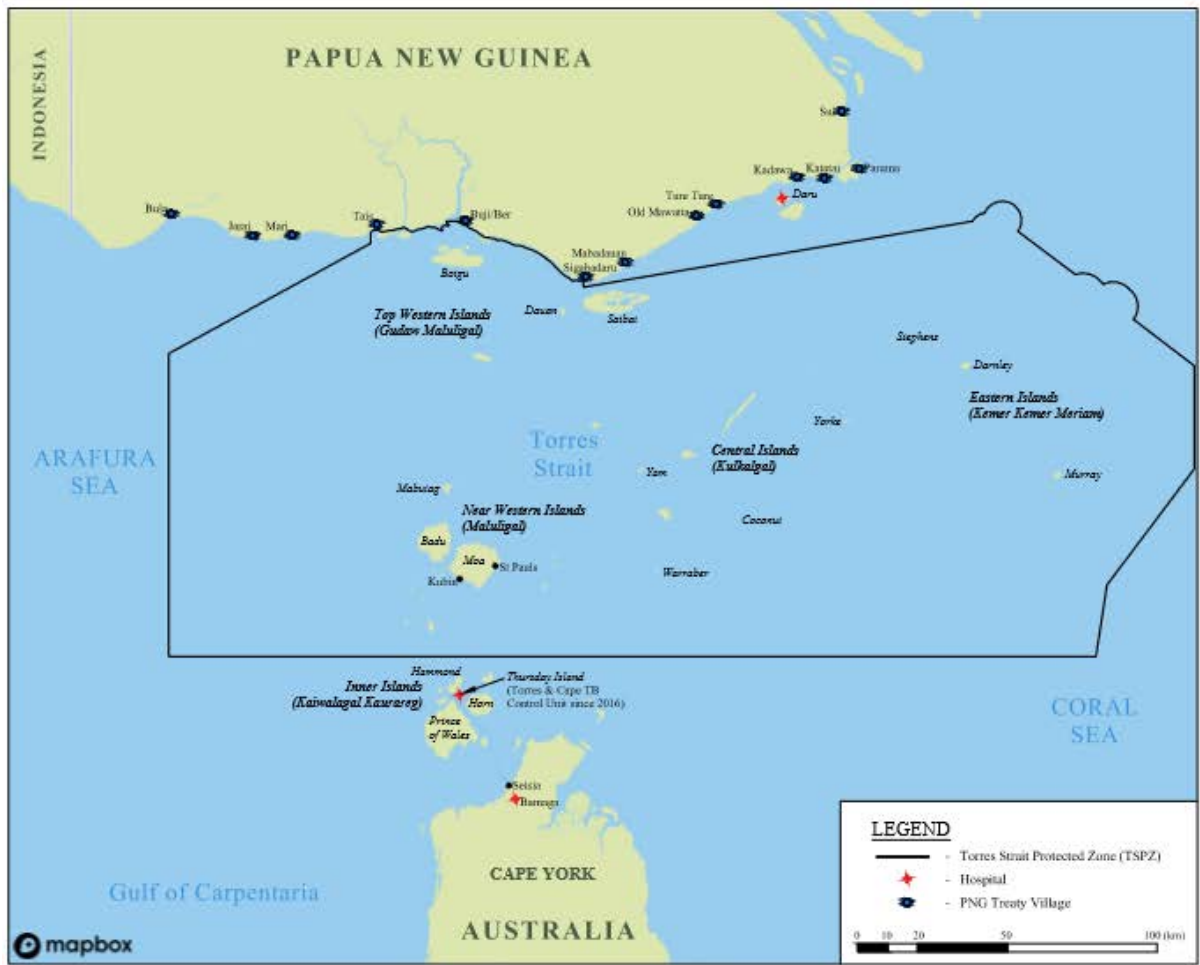 PAPUA NEW GUINEA
INDONESIA
Sui
Kadawa
Katatai
Parama
Daru
Ture Ture
Old Mawatta
Bula
Jarai
Mari
Tais
Buji/Ber
Mabaduan
Sigabadaru
Boigu
Top Western Islands
(Gudaw Maluligal)
Dauan
Saibai
Stephens
Darnley
Eastern Islands
(Kemer Kemer Meriam)
Yorke
ARAFURA
SEA
Torres
Strait
Central Islands
(Kulkalgal)
Yam
Murray
Mabuiag
Near Western Islands
(Maluligal)
Coconut
Badu
Moa
St Pauls
Kubin
Warraber
Hammond
Thursday Island
(Torres & Cape TB
Control Unit since 2016)
Inner Islands
(Kaiwalagal Kaurareg)
Horn
Prince
of Wales
CORAL
SEA
Seisia
Bamaga
CAPE YORK
AUSTRALIA
Gulf of Carpentaria
mapbox
LEGEND
- Torres Strait Protected Zone (TSPZ)
- Hospital
- PNG Treaty Village
0 10 20 50 100 (km)